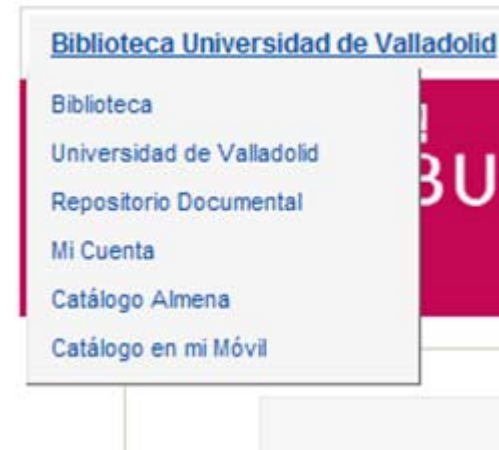 Biblioteca Universidad de Valladolid
Biblioteca
Universidad de Valladolid
Repositorio Documental
Mi Cuenta
Catálogo Almena
Catálogo en mi Móvil